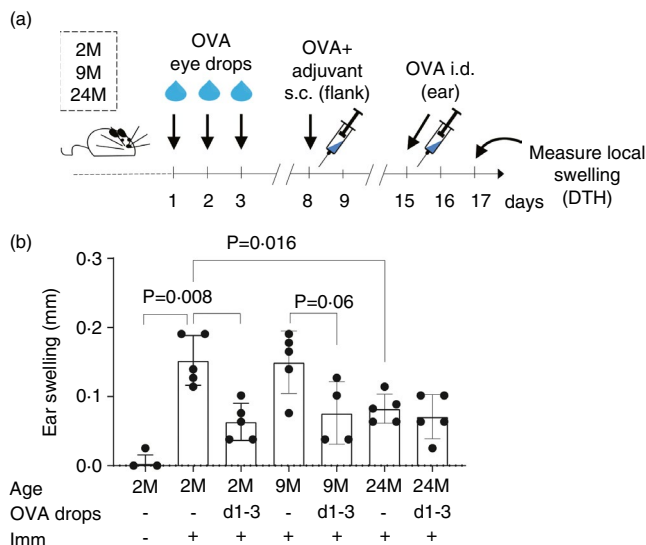 (a)
2M
9M
24M
OVA
eye drops
OVA+
adjuvant
s.c. (flank)
OVA i.d.
(ear)
Measure local
swelling
(DTH)
1 2 3 8 9 15 16 17 days
(b)
P=0·016
P=0·008
P=0·06
Ear swelling (mm)
0·3
0·2
0·1
0·0
Age 2M 2M 2M 9M 9M 24M 24M
OVA drops - - d1-3 - d1-3 - d1-3
Imm - + + + + + +